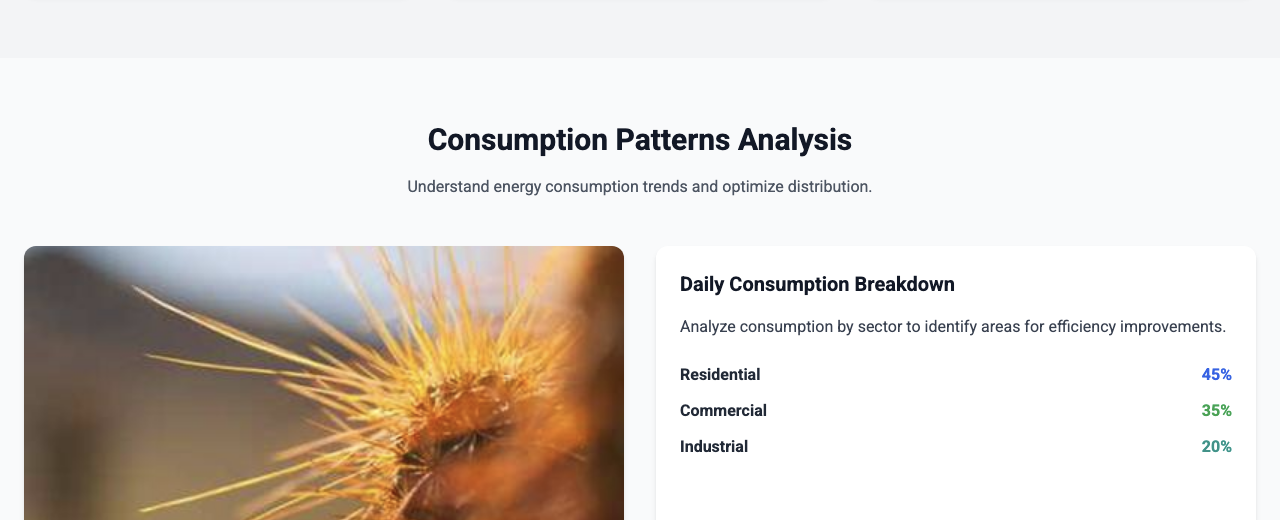 Consumption Patterns Analysis
Understand energy consumption trends and optimize distribution.
Daily Consumption Breakdown
Analyze consumption by sector to identify areas for efficiency improvements.
Residential 45%
Commercial 35%
Industrial 20%